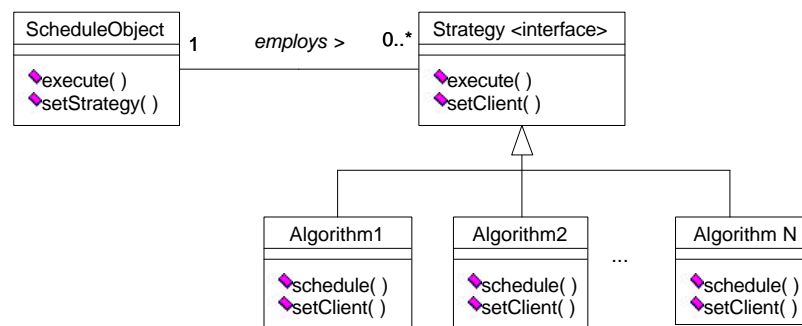 ScheduleObject
execute( )
setStrategy( )
1
employs >
0..*
Strategy <interface>
execute( )
setClient( )
Algorithm1
schedule( )
setClient( )
Algorithm2
schedule( )
setClient( )
...
Algorithm N
schedule( )
setClient( )